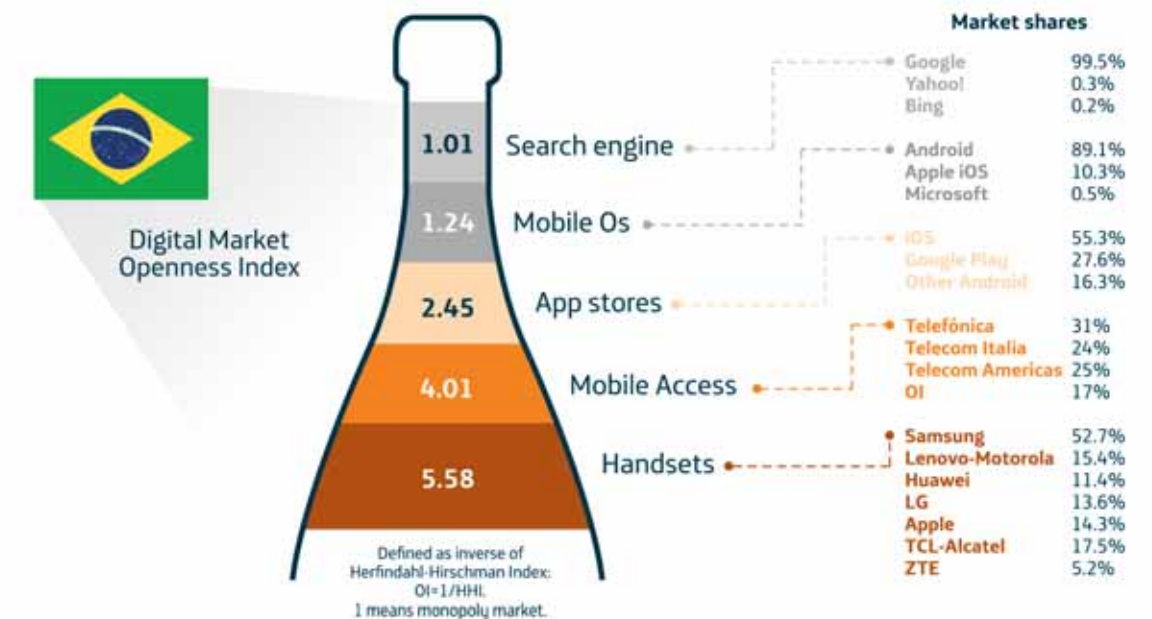 Market shares
Google 99.5%
Yahoo! 0.3%
Bing 0.2%
1.01 Search engine
Android 89.1%
Apple iOS 10.3%
Microsoft 0.5%
1.24 Mobile Os
Digital Market
Openness Index
iOS 55.3%
Google Play 27.6%
Other Android 16.3%
2.45 App stores
Telefónica 31%
Telecom Italia 24%
Telecom Americas 25%
OI 17%
4.01 Mobile Access
Samsung 52.7%
Lenovo-Motorola 15.4%
Huawei 11.4%
LG 13.6%
Apple 14.3%
TCL-Alcatel 17.5%
ZTE 5.2%
5.58 Handsets
Defined as inverse of
Herfindahl-Hirschman Index:
OI=1/HHI.
1 means monopoly market.